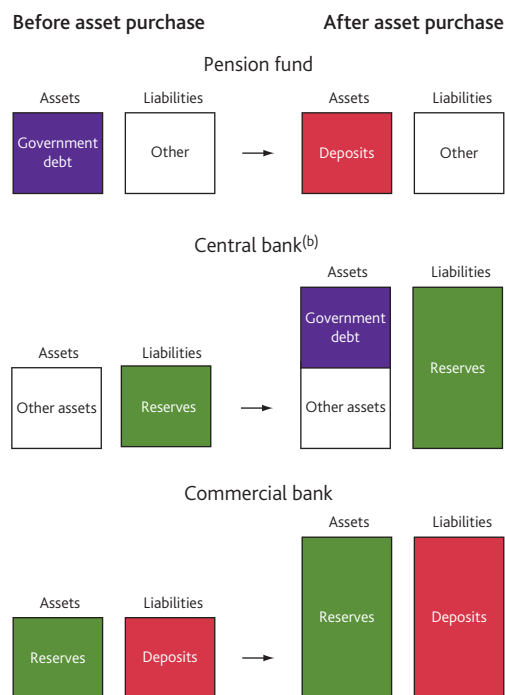 Before asset purchase After asset purchase
Pension fund
Assets Liabilities Assets Liabilities
Government
debt
Other
Deposits
Other
Central bank(b)
Assets Liabilities
Government
debt
Assets Liabilities
Reserves
Other assets
Reserves
Other assets
Commercial bank
Assets Liabilities
Assets Liabilities
Reserves
Deposits
Reserves
Deposits